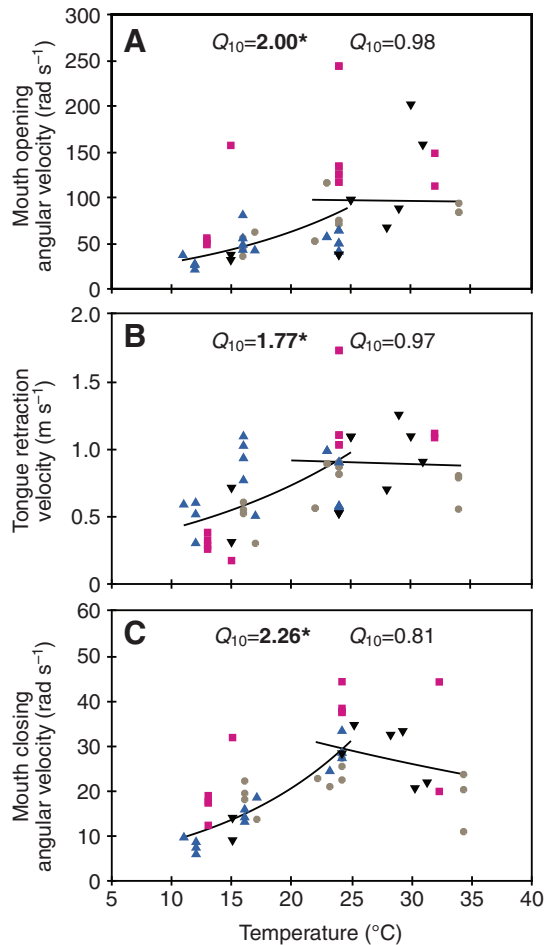 A
Q10=2.00* Q10=0.98
Mouth opening
angular velocity (rad s–1)
300
250
200
150
100
50
0
B
Q10=1.77* Q10=0.97
Tongue retraction
velocity (m s–1)
2.0
1.5
1.0
0.5
0
C
Q10=2.26* Q10=0.81
Mouth closing
angular velocity (rad s–1)
60
50
40
30
20
10
0
5 10 15 20 25 30 35 40
Temperature (°C)